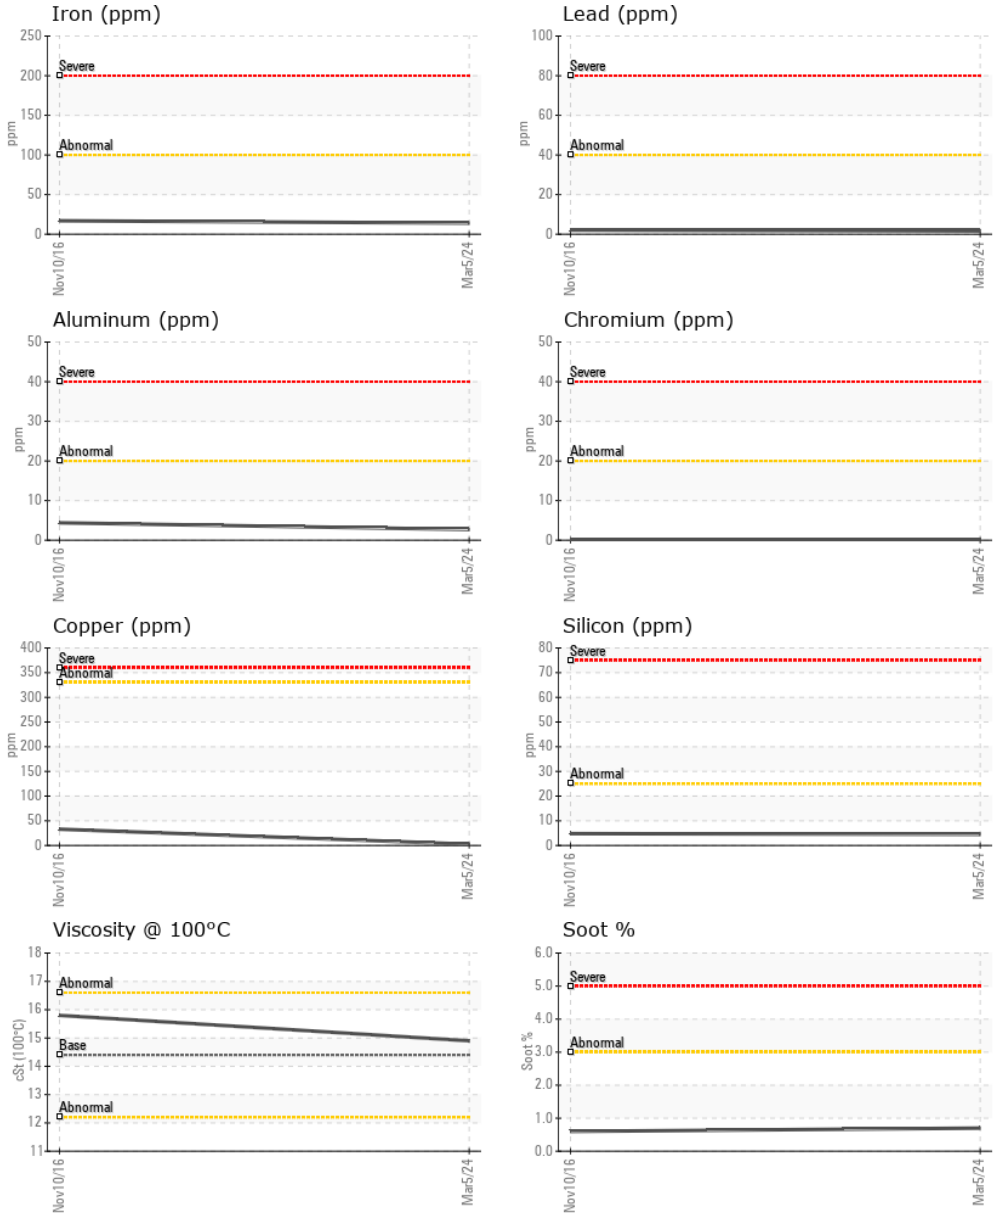 Iron (ppm)
250
200
150
100
50
0
ppm
Severe
Abnormal
Nov10/16
Mar5/24
Lead (ppm)
100
80
60
40
20
0
ppm
Severe
Abnormal
Nov10/16
Mar5/24
Aluminum (ppm)
50
40
30
20
10
0
ppm
Severe
Abnormal
Nov10/16
Mar5/24
Chromium (ppm)
50
40
30
20
10
0
ppm
Severe
Abnormal
Nov10/16
Mar5/24
Copper (ppm)
400
350
300
250
200
150
100
50
0
ppm
Severe
Abnormal
Nov10/16
Mar5/24
Silicon (ppm)
80
70
60
50
40
30
20
10
0
ppm
Severe
Abnormal
Nov10/16
Mar5/24
Viscosity @ 100°C
18
17
16
15
14
13
12
11
cSt (100°C)
Abnormal
Base
Abnormal
Nov10/16
Mar5/24
Soot %
6.0
5.0
4.0
3.0
2.0
1.0
0.0
Soot %
Severe
Abnormal
Nov10/16
Mar5/24